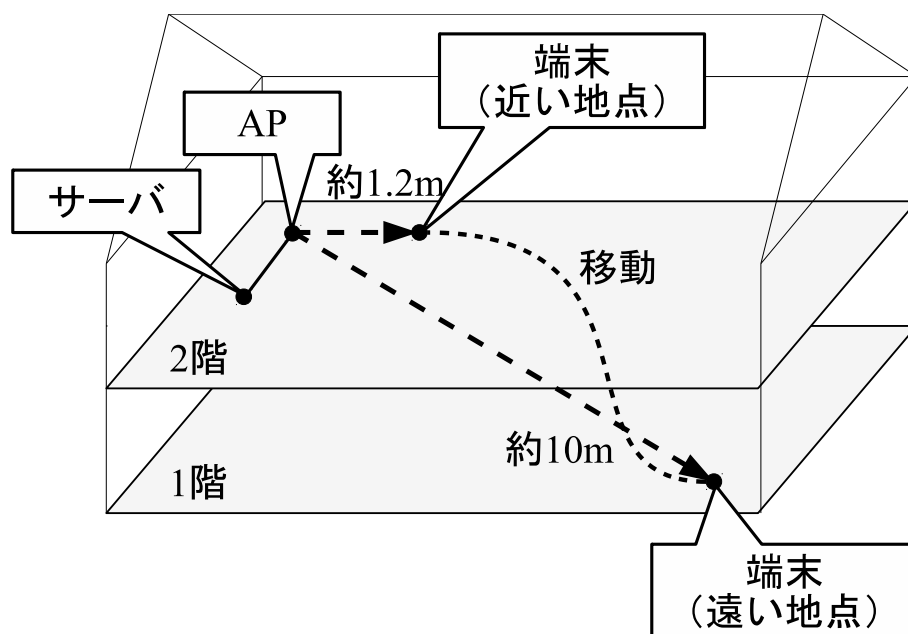 端末
（近い地点）
AP
約1.2m
サーバ
移動
2階
約10m
1階
端末
（遠い地点）